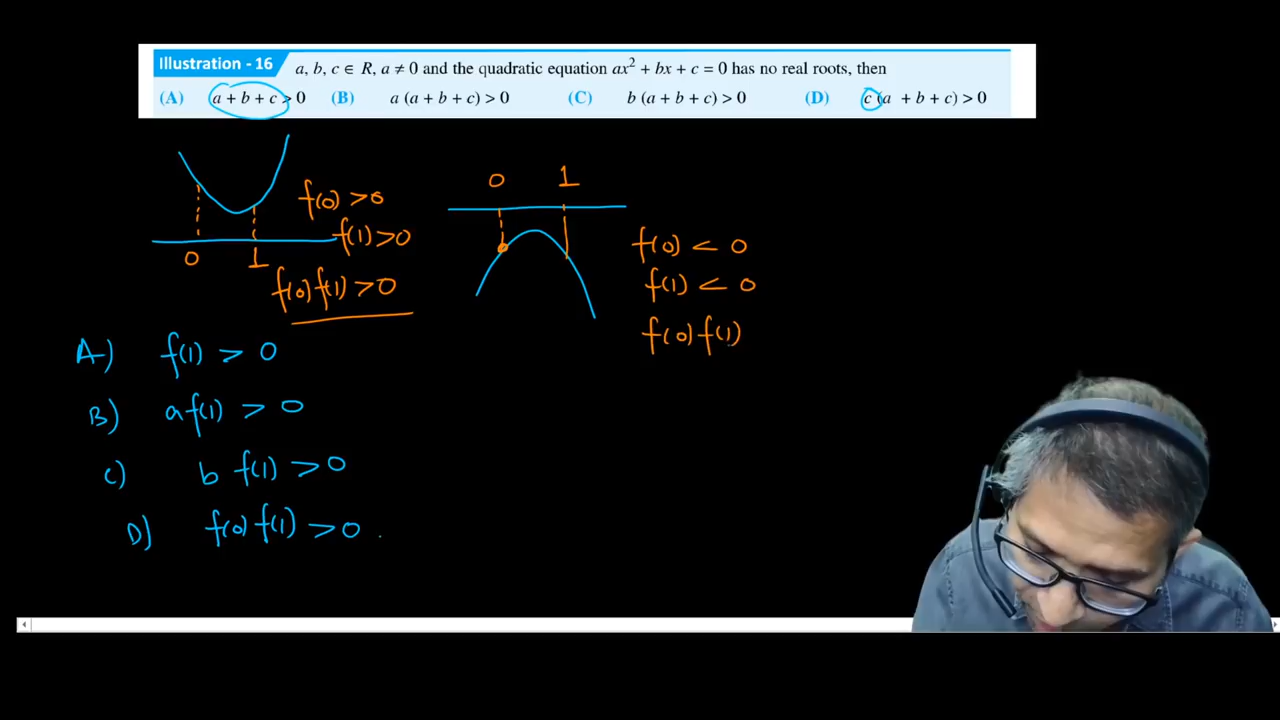 Illustration - 16 a, b, c ∈ R, a ≠ 0 and the quadratic equation ax² + bx + c = 0 has no real roots, then
(A) a + b + c > 0 (B) a (a + b + c) > 0 (C) b (a + b + c) > 0 (D) c (a + b + c) > 0
0 1
f(0) > 0
f(1) > 0
0 1
f(0) f(1) > 0
f(0) < 0
f(1) < 0
f(0) f(1)
A) f(1) > 0
B) a f(1) > 0
C) b f(1) > 0
D) f(0) f(1) > 0